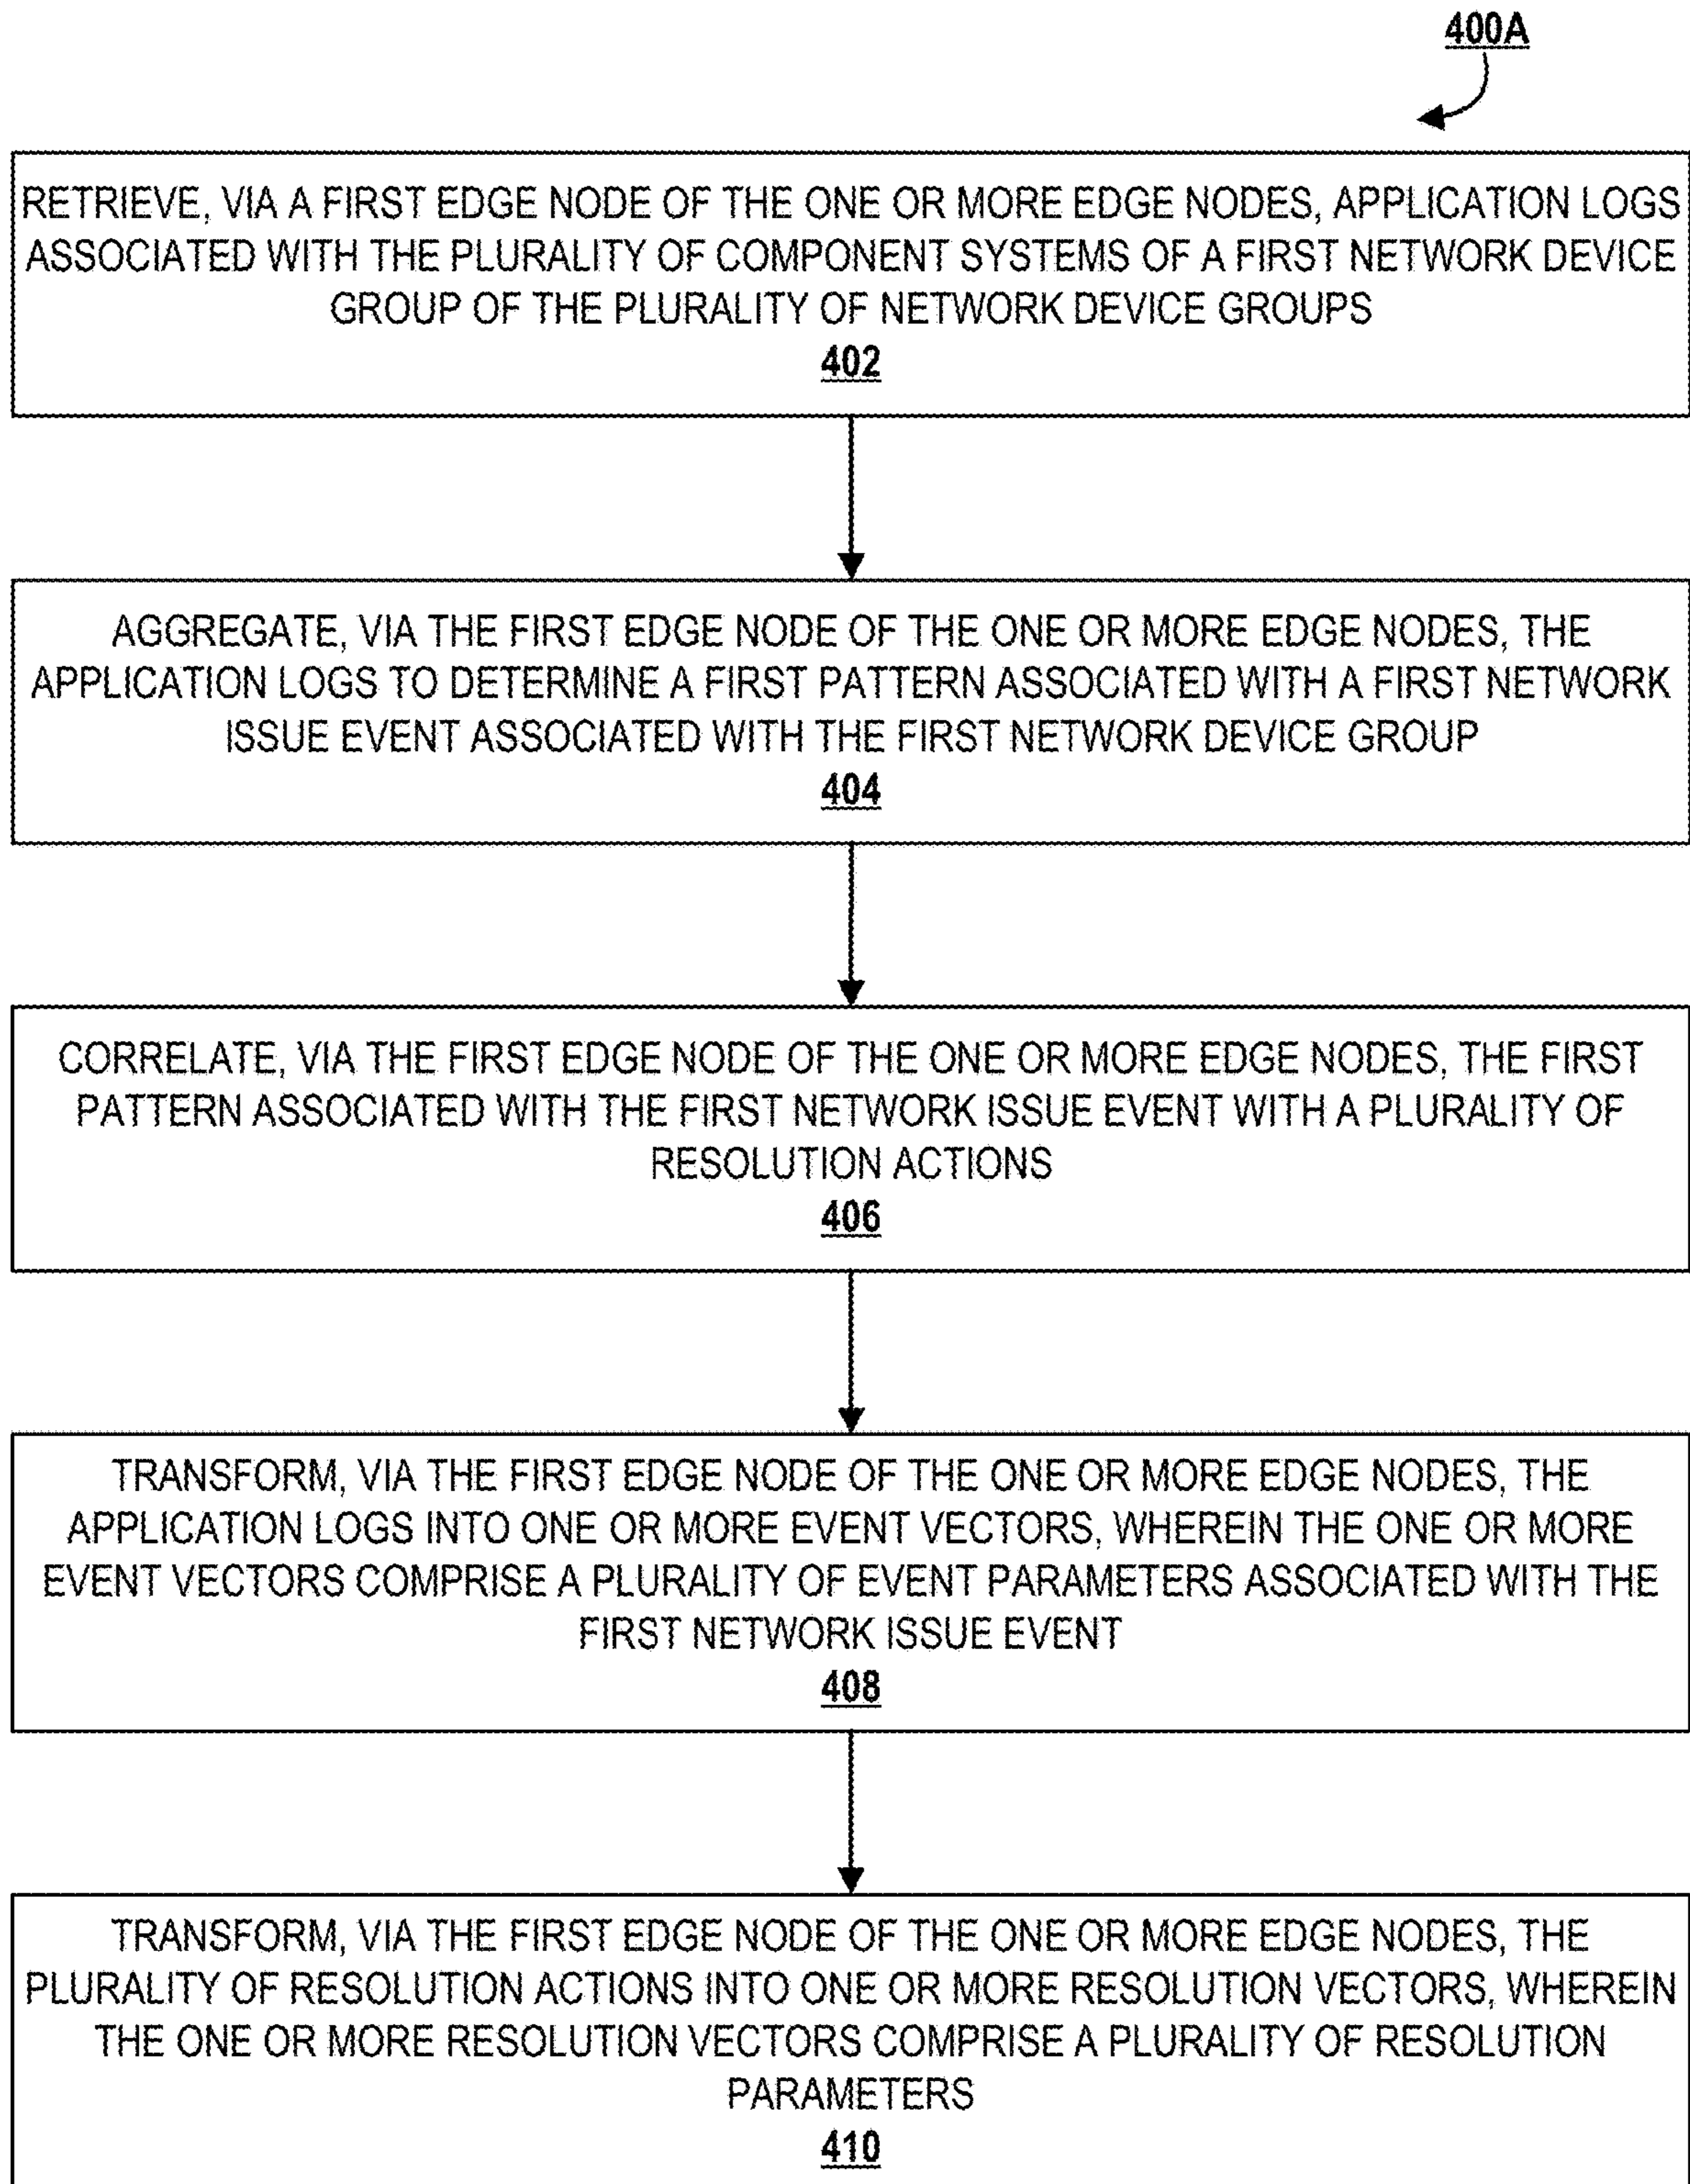 400A
RETRIEVE, VIA A FIRST EDGE NODE OF THE ONE OR MORE EDGE NODES, APPLICATION LOGS
ASSOCIATED WITH THE PLURALITY OF COMPONENT SYSTEMS OF A FIRST NETWORK DEVICE
GROUP OF THE PLURALITY OF NETWORK DEVICE GROUPS
402
AGGREGATE, VIA THE FIRST EDGE NODE OF THE ONE OR MORE EDGE NODES, THE
APPLICATION LOGS TO DETERMINE A FIRST PATTERN ASSOCIATED WITH A FIRST NETWORK
ISSUE EVENT ASSOCIATED WITH THE FIRST NETWORK DEVICE GROUP
404
CORRELATE, VIA THE FIRST EDGE NODE OF THE ONE OR MORE EDGE NODES, THE FIRST
PATTERN ASSOCIATED WITH THE FIRST NETWORK ISSUE EVENT WITH A PLURALITY OF
RESOLUTION ACTIONS
406
TRANSFORM, VIA THE FIRST EDGE NODE OF THE ONE OR MORE EDGE NODES, THE
APPLICATION LOGS INTO ONE OR MORE EVENT VECTORS, WHEREIN THE ONE OR MORE
EVENT VECTORS COMPRISE A PLURALITY OF EVENT PARAMETERS ASSOCIATED WITH THE
FIRST NETWORK ISSUE EVENT
408
TRANSFORM, VIA THE FIRST EDGE NODE OF THE ONE OR MORE EDGE NODES, THE
PLURALITY OF RESOLUTION ACTIONS INTO ONE OR MORE RESOLUTION VECTORS, WHEREIN
THE ONE OR MORE RESOLUTION VECTORS COMPRISE A PLURALITY OF RESOLUTION
PARAMETERS
410